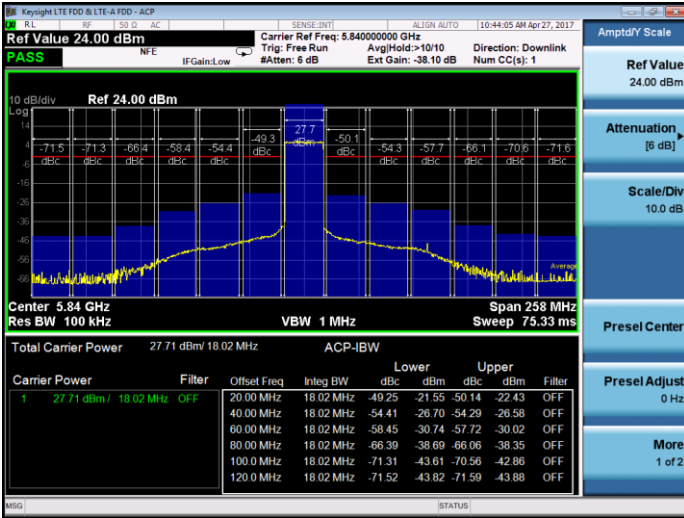 Keysight LTE FDD & LTE-A FDD - ACP
RL RF 50 Ω AC SENSE:INT ALIGN AUTO 10:44:05 AM Apr 27, 2017
Ref Value 24.00 dBm
Carrier Ref Freq: 5.840000000 GHz
Trig: Free Run Avg|Hold:>10/10 Direction: Downlink
#Atten: 6 dB Ext Gain: -38.10 dB Num CC(s): 1
PASS NFE IFGain:Low
10 dB/div Ref 24.00 dBm
Log
14
4
-6
-16
-26
-36
-46
-56
-66
27.7
dBm
-71.5 -71.3 -66.4 -58.4 -54.4 -49.3 -50.1 -54.3 -57.7 -66.1 -70.6 -71.6
dBc dBc dBc dBc dBc dBc dBc dBc dBc dBc dBc dBc
Average
Center 5.84 GHz Span 258 MHz
Res BW 100 kHz VBW 1 MHz Sweep 75.33 ms
Total Carrier Power 27.71 dBm/ 18.02 MHz ACP-IBW
Lower Upper
Carrier Power Filter Offset Freq Integ BW dBc dBm dBc dBm Filter
1 27.71 dBm / 18.02 MHz OFF
20.00 MHz 18.02 MHz -49.25 -21.55 -50.14 -22.43 OFF
40.00 MHz 18.02 MHz -54.41 -26.70 -54.29 -26.58 OFF
60.00 MHz 18.02 MHz -58.45 -30.74 -57.72 -30.02 OFF
80.00 MHz 18.02 MHz -66.39 -38.69 -66.06 -38.35 OFF
100.0 MHz 18.02 MHz -71.31 -43.61 -70.56 -42.86 OFF
120.0 MHz 18.02 MHz -71.52 -43.82 -71.59 -43.88 OFF
MSG STATUS
Amptd/Y Scale
Ref Value
24.00 dBm
Attenuation
[6 dB]
Scale/Div
10.0 dB
Presel Center
Presel Adjust
0 Hz
More
1 of 2